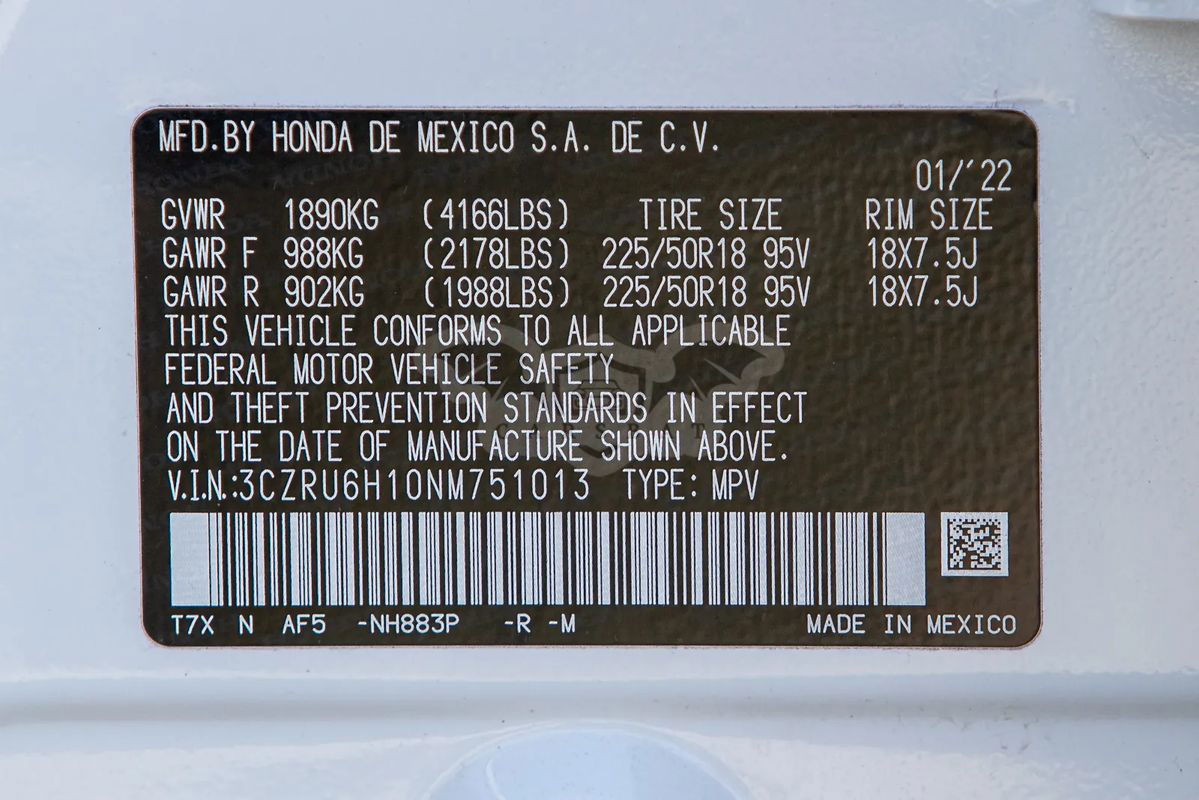 MFD.BY HONDA DE MEXICO S.A. DE C.V.
01/'22
GVWR 1890KG (4166LBS) TIRE SIZE RIM SIZE
GAWR F 988KG (2178LBS) 225/50R18 95V 18X7.5J
GAWR R 902KG (1988LBS) 225/50R18 95V 18X7.5J
THIS VEHICLE CONFORMS TO ALL APPLICABLE
FEDERAL MOTOR VEHICLE SAFETY
AND THEFT PREVENTION STANDARDS IN EFFECT
ON THE DATE OF MANUFACTURE SHOWN ABOVE.
V.I.N.:3CZRU6H10NM751013 TYPE: MPV
T7X N AF5 -NH883P -R -M MADE IN MEXICO